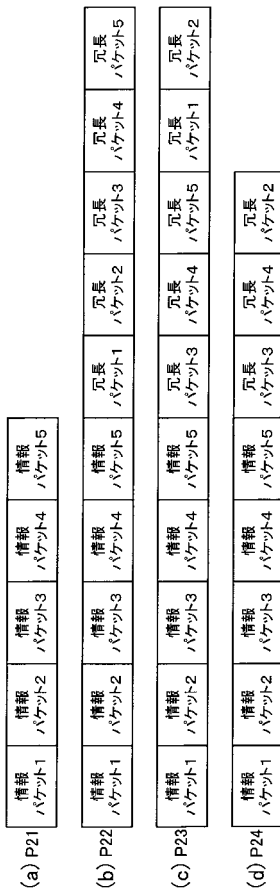 (a) P21
情報
パケット1
情報
パケット2
情報
パケット3
情報
パケット4
情報
パケット5
(b) P22
情報
パケット1
情報
パケット2
情報
パケット3
情報
パケット4
情報
パケット5
冗長
パケット1
冗長
パケット2
冗長
パケット3
冗長
パケット4
冗長
パケット5
(c) P23
情報
パケット1
情報
パケット2
情報
パケット3
情報
パケット4
情報
パケット5
冗長
パケット3
冗長
パケット4
冗長
パケット5
冗長
パケット1
冗長
パケット2
(d) P24
情報
パケット1
情報
パケット2
情報
パケット3
情報
パケット4
情報
パケット5
冗長
パケット3
冗長
パケット4
冗長
パケット2